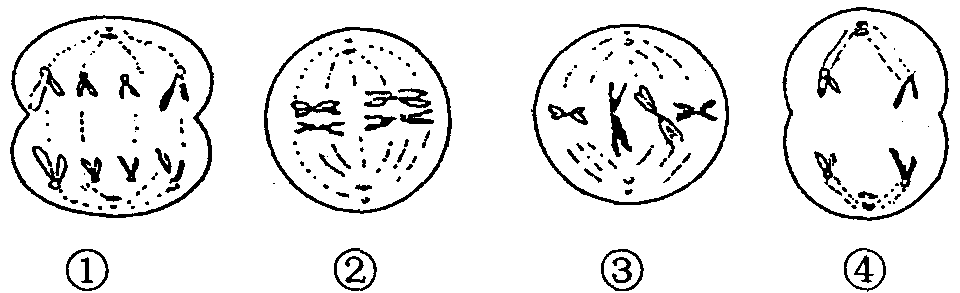 ① ② ③ ④